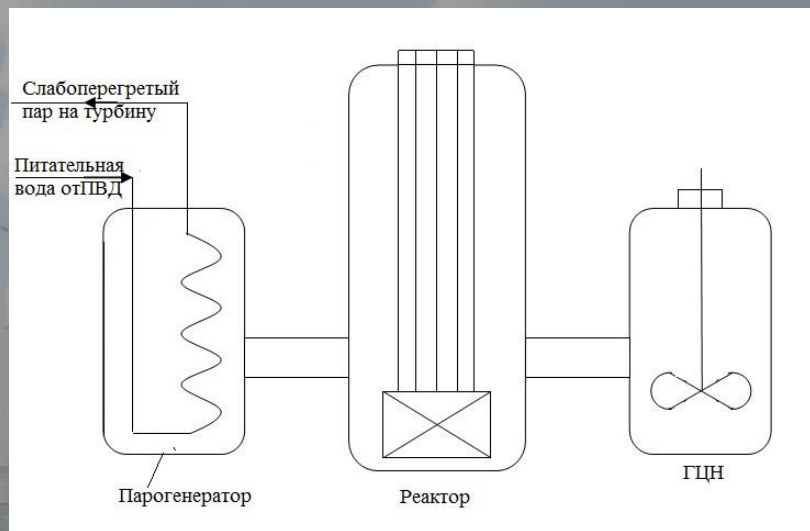 Слабоперегретый
пар на турбину
Питательная
вода отПВД
Парогенератор
Реактор
ГЦН